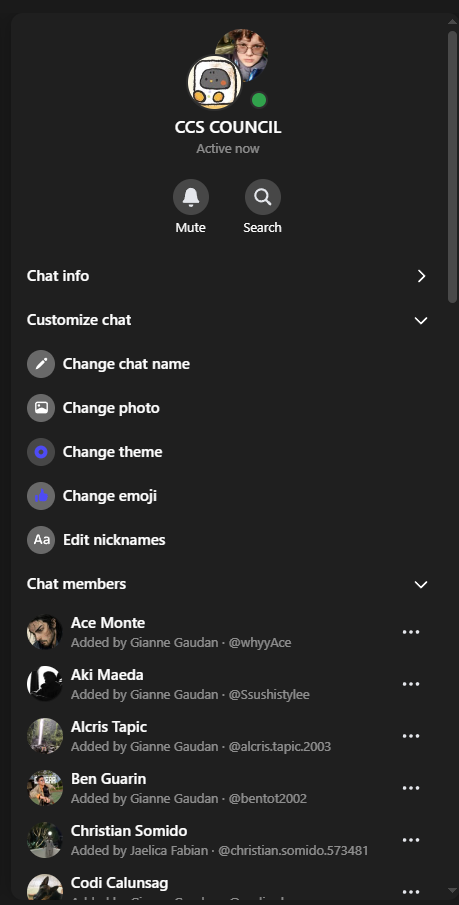 CCS COUNCIL
Active now
Mute
Search
Chat info
Customize chat
Change chat name
Change photo
Change theme
Change emoji
Aa Edit nicknames
Chat members
Ace Monte
Added by Gianne Gaudan · @whyyAce
Aki Maeda
Added by Gianne Gaudan · @Ssushistylee
Alcris Tapic
Added by Gianne Gaudan · @alcris.tapic.2003
Ben Guarin
Added by Gianne Gaudan · @bentot2002
Christian Somido
Added by Jaelica Fabian · @christian.somido.573481
Codi Calunsag